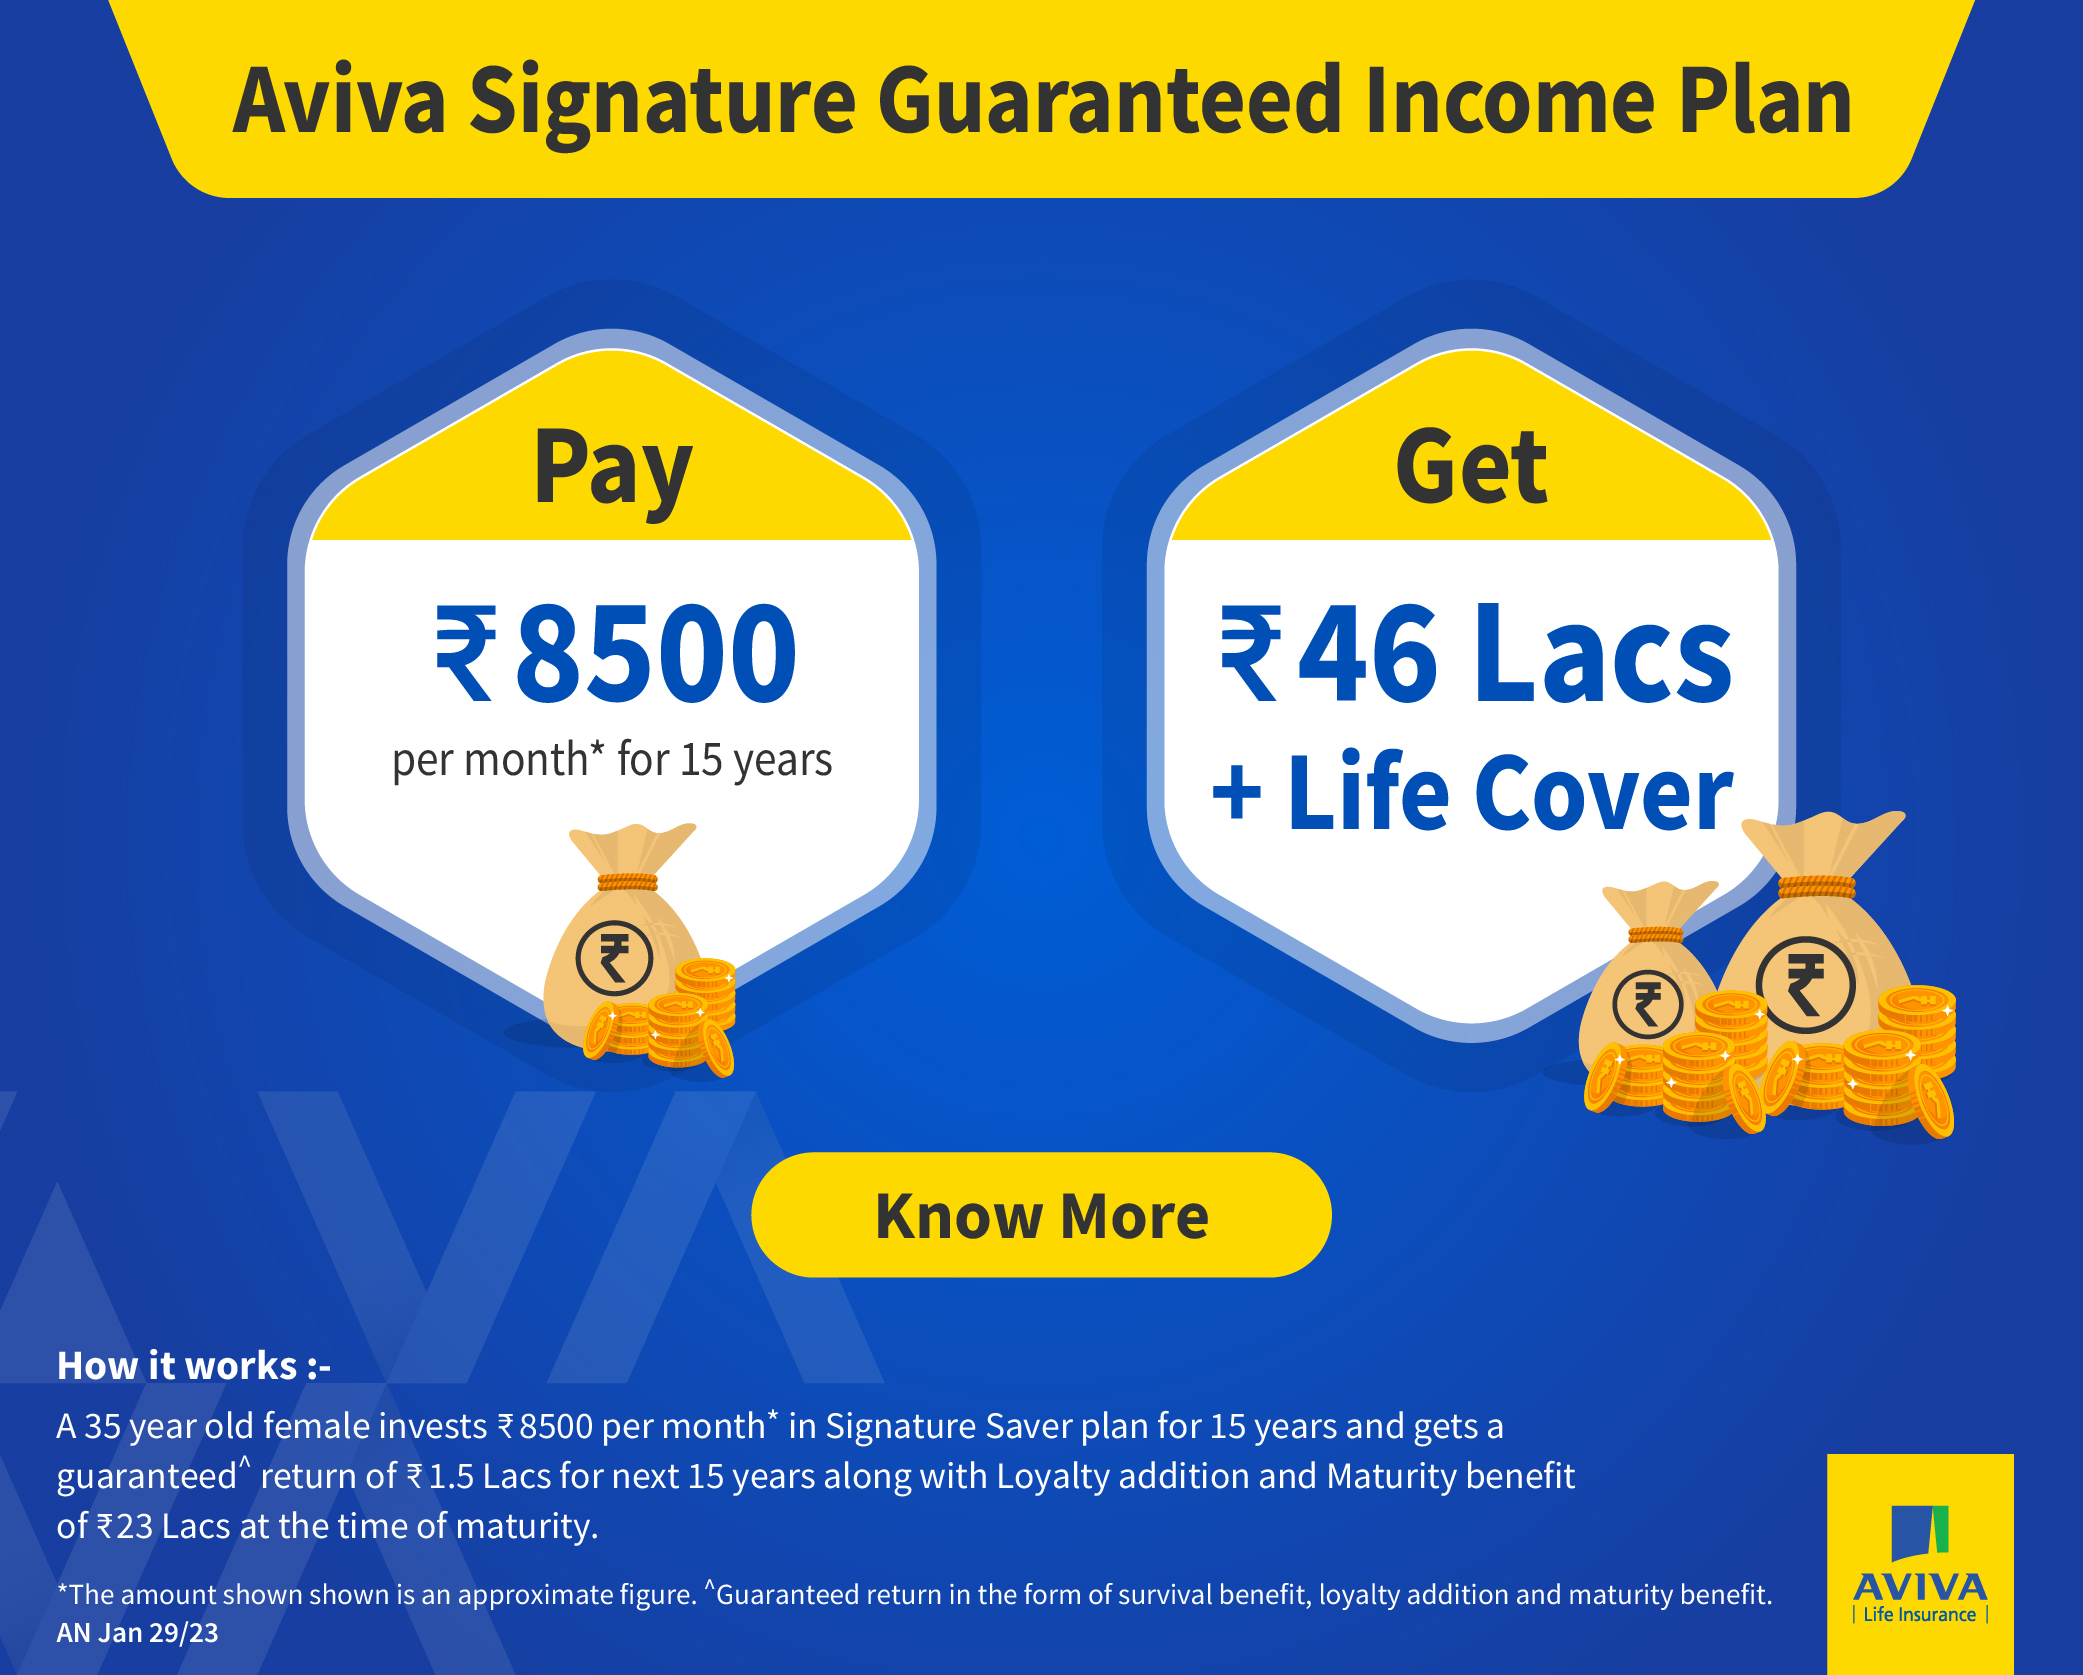 Aviva Signature Guaranteed Income Plan
Pay
₹8500
per month* for 15 years
₹
Get
₹46 Lacs
+ Life Cover
₹
₹
Know More
How it works :-
A 35 year old female invests ₹8500 per month* in Signature Saver plan for 15 years and gets a
guaranteed^ return of ₹1.5 Lacs for next 15 years along with Loyalty addition and Maturity benefit
of ₹23 Lacs at the time of maturity.
*The amount shown shown is an approximate figure. ^Guaranteed return in the form of survival benefit, loyalty addition and maturity benefit.
AN Jan 29/23
AVIVA
| Life Insurance |